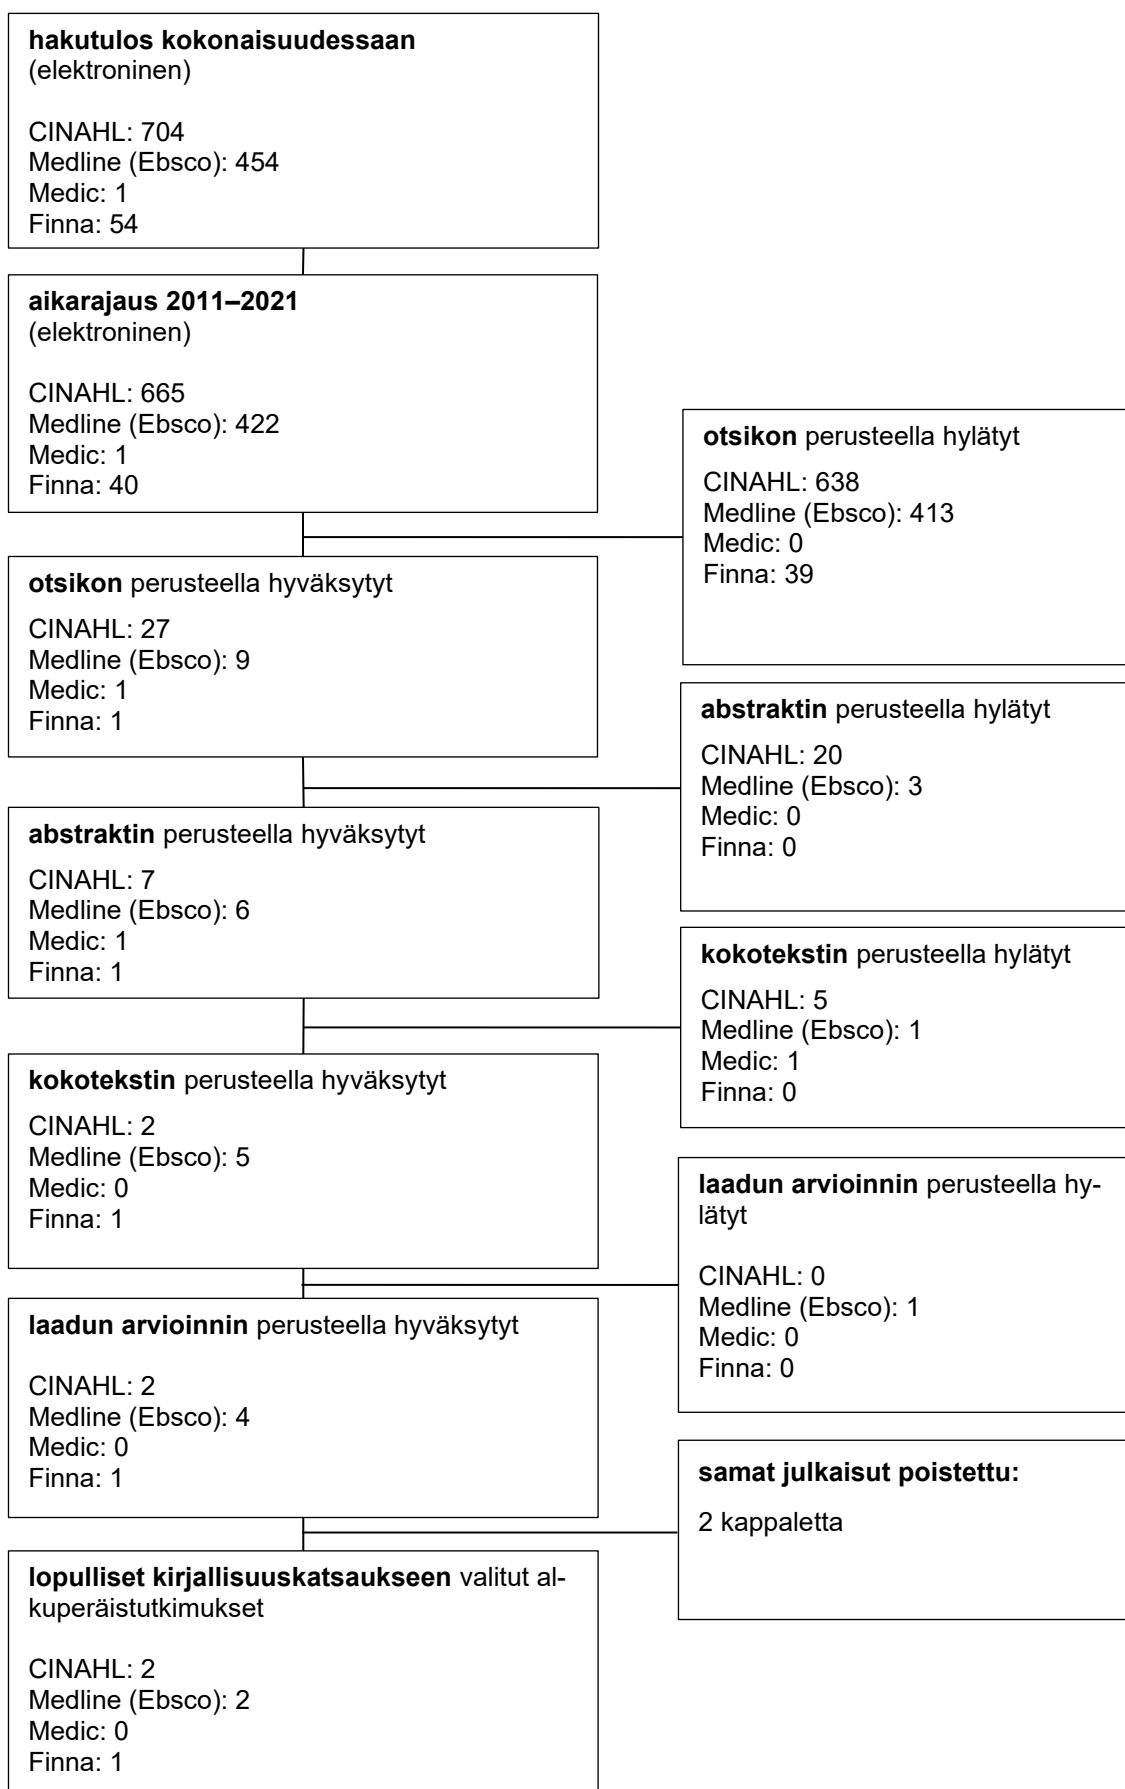 hakutulos kokonaisuudessaan
(elektroninen)
CINAHL: 704
Medline (Ebsco): 454
Medic: 1
Finna: 54
aikarajaus 2011–2021
(elektroninen)
CINAHL: 665
Medline (Ebsco): 422
Medic: 1
Finna: 40
otsikon perusteella hylätyt
CINAHL: 638
Medline (Ebsco): 413
Medic: 0
Finna: 39
otsikon perusteella hyväksytyt
CINAHL: 27
Medline (Ebsco): 9
Medic: 1
Finna: 1
abstraktin perusteella hylätyt
CINAHL: 20
Medline (Ebsco): 3
Medic: 0
Finna: 0
abstraktin perusteella hyväksytyt
CINAHL: 7
Medline (Ebsco): 6
Medic: 1
Finna: 1
kokotekstin perusteella hylätyt
CINAHL: 5
Medline (Ebsco): 1
Medic: 1
Finna: 0
kokotekstin perusteella hyväksytyt
CINAHL: 2
Medline (Ebsco): 5
Medic: 0
Finna: 1
laadun arvioinnin perusteella hy-
lätyt
CINAHL: 0
Medline (Ebsco): 1
Medic: 0
Finna: 0
laadun arvioinnin perusteella hyväksytyt
CINAHL: 2
Medline (Ebsco): 4
Medic: 0
Finna: 1
samat julkaisut poistettu:
2 kappaletta
lopulliset kirjallisuuskatsaukseen valitut al-
kuperäistutkimukset
CINAHL: 2
Medline (Ebsco): 2
Medic: 0
Finna: 1